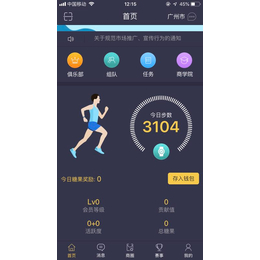 中国移动 12:15 45%
首页 广州市
关于规范市场推广、宣传行为的通知
俱乐部 组队 任务 商学院
今日步数
3104
今日糖果奖励: 0 存入钱包
Lv0 0
会员等级 贡献值
0+0 0
活跃度 总糖果
首页 消息 商圈 赛事 我的